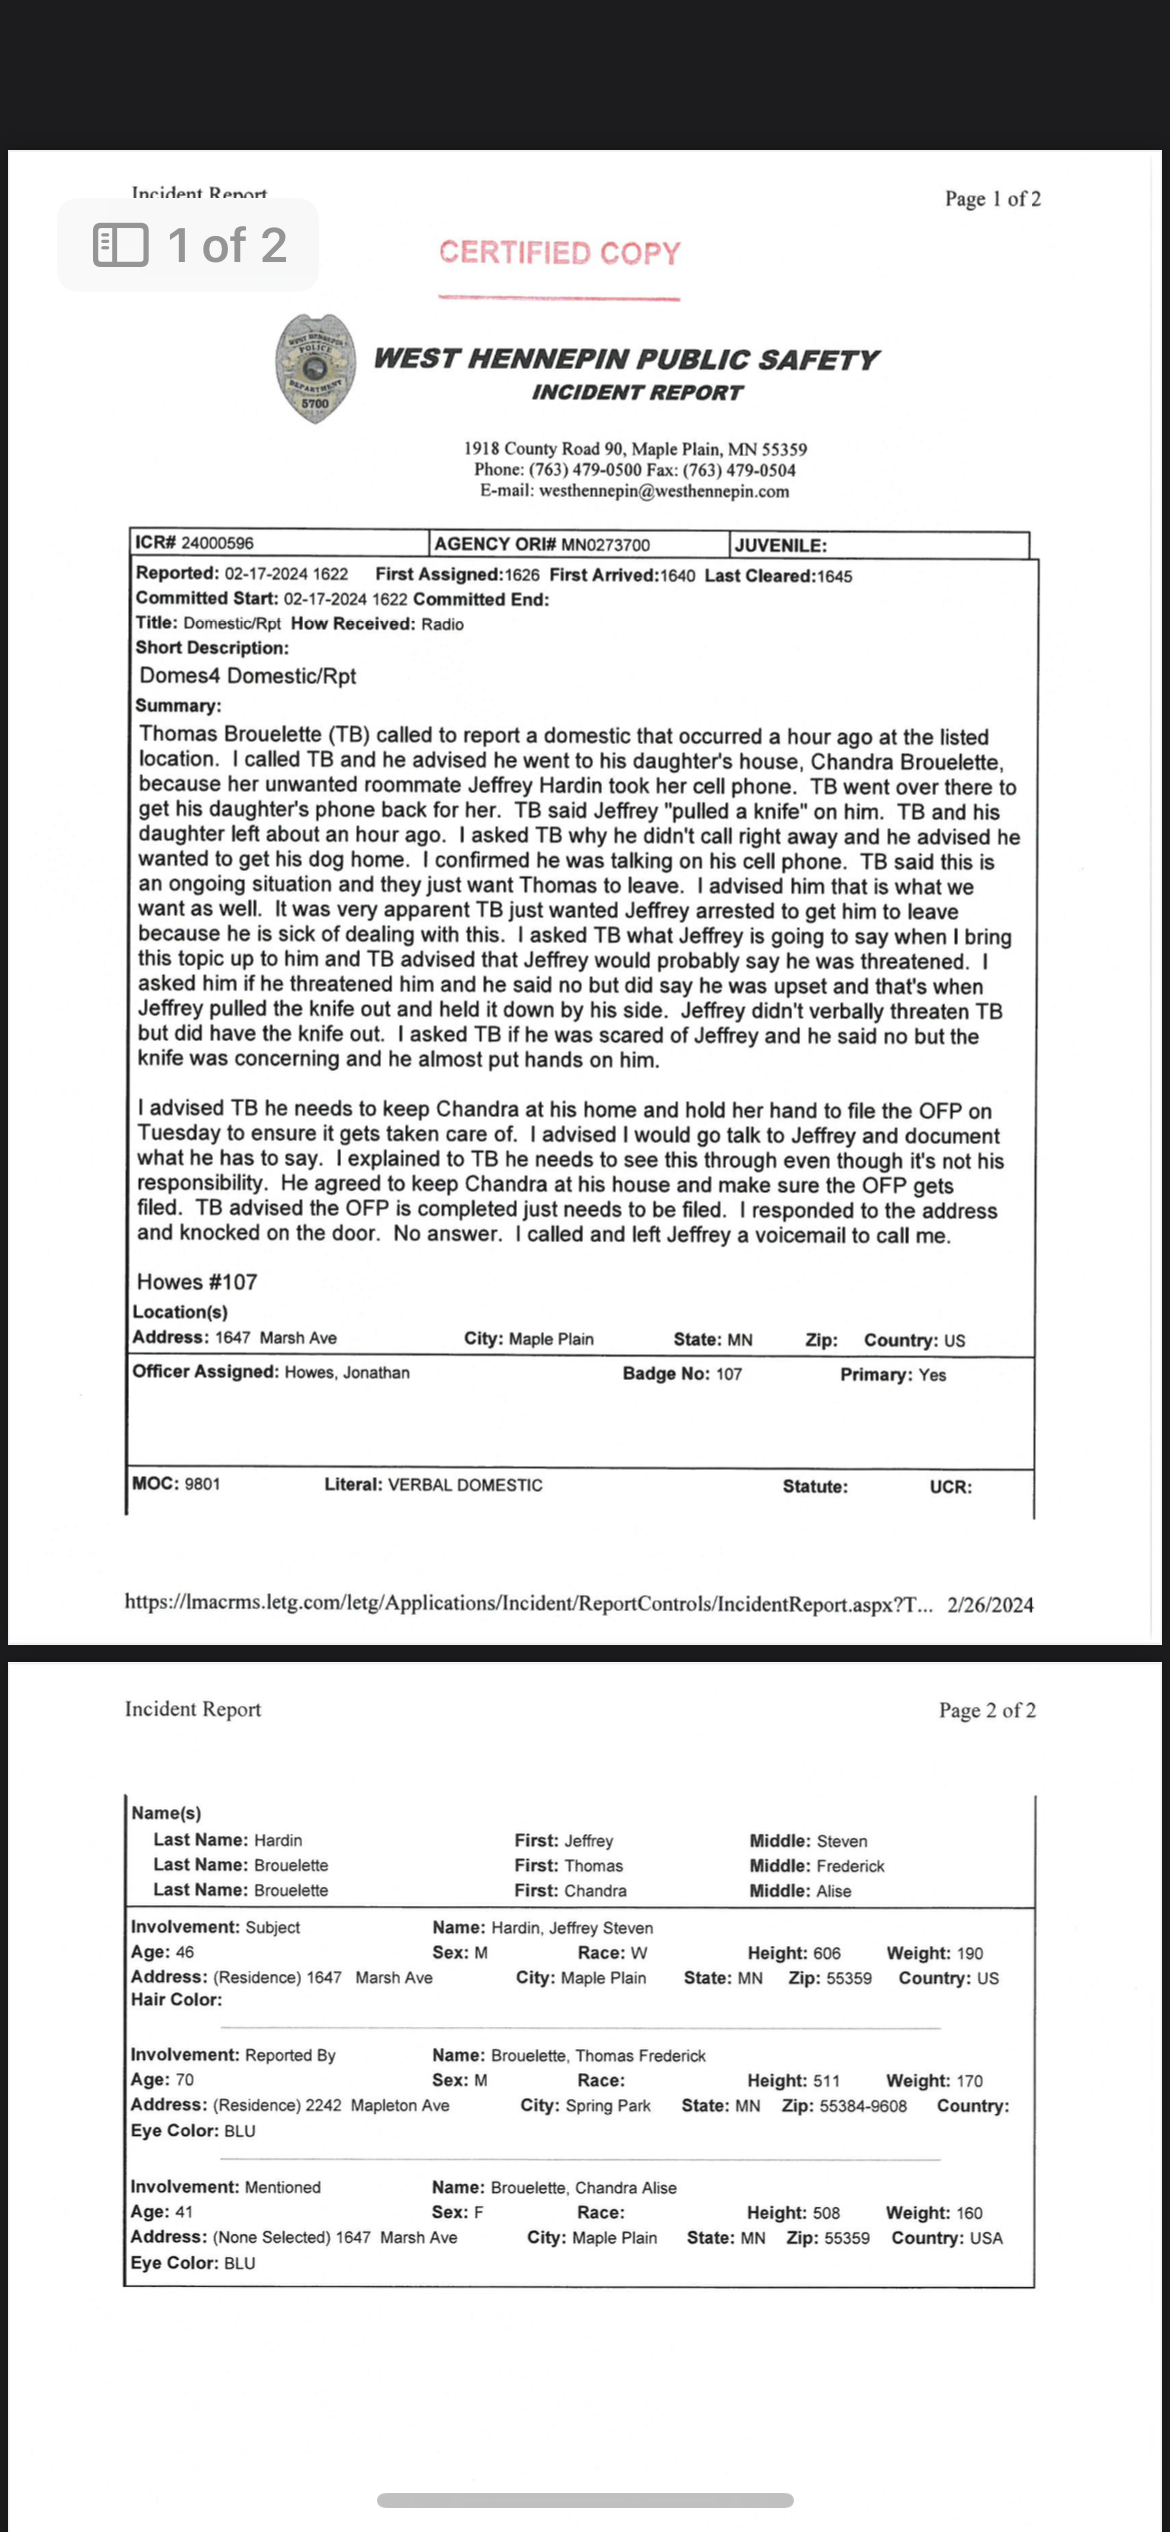 Incident Report
Page 1 of 2
1 of 2
CERTIFIED COPY
WEST HENNEPIN
POLICE
DEPARTMENT
5700
WEST HENNEPIN PUBLIC SAFETY
INCIDENT REPORT
1918 County Road 90, Maple Plain, MN 55359
Phone: (763) 479-0500 Fax: (763) 479-0504
E-mail: westhennepin@westhennepin.com
ICR# 24000596 AGENCY ORI# MN0273700 JUVENILE:
Reported: 02-17-2024 1622 First Assigned:1626 First Arrived:1640 Last Cleared:1645
Committed Start: 02-17-2024 1622 Committed End:
Title: Domestic/Rpt How Received: Radio
Short Description:
Domes4 Domestic/Rpt
Summary:
Thomas Brouelette (TB) called to report a domestic that occurred a hour ago at the listed
location. I called TB and he advised he went to his daughter's house, Chandra Brouelette,
because her unwanted roommate Jeffrey Hardin took her cell phone. TB went over there to
get his daughter's phone back for her. TB said Jeffrey "pulled a knife" on him. TB and his
daughter left about an hour ago. I asked TB why he didn't call right away and he advised he
wanted to get his dog home. I confirmed he was talking on his cell phone. TB said this is
an ongoing situation and they just want Thomas to leave. I advised him that is what we
want as well. It was very apparent TB just wanted Jeffrey arrested to get him to leave
because he is sick of dealing with this. I asked TB what Jeffrey is going to say when I bring
this topic up to him and TB advised that Jeffrey would probably say he was threatened. I
asked him if he threatened him and he said no but did say he was upset and that's when
Jeffrey pulled the knife out and held it down by his side. Jeffrey didn't verbally threaten TB
but did have the knife out. I asked TB if he was scared of Jeffrey and he said no but the
knife was concerning and he almost put hands on him.
I advised TB he needs to keep Chandra at his home and hold her hand to file the OFP on
Tuesday to ensure it gets taken care of. I advised I would go talk to Jeffrey and document
what he has to say. I explained to TB he needs to see this through even though it's not his
responsibility. He agreed to keep Chandra at his house and make sure the OFP gets
filed. TB advised the OFP is completed just needs to be filed. I responded to the address
and knocked on the door. No answer. I called and left Jeffrey a voicemail to call me.
Howes #107
Location(s)
Address: 1647 Marsh Ave City: Maple Plain State: MN Zip: Country: US
Officer Assigned: Howes, Jonathan Badge No: 107 Primary: Yes
MOC: 9801 Literal: VERBAL DOMESTIC Statute: UCR:
https://lmacrms.letg.com/letg/Applications/Incident/ReportControls/IncidentReport.aspx?T... 2/26/2024
Incident Report
Page 2 of 2
Name(s)
Last Name: Hardin First: Jeffrey Middle: Steven
Last Name: Brouelette First: Thomas Middle: Frederick
Last Name: Brouelette First: Chandra Middle: Alise
Involvement: Subject Name: Hardin, Jeffrey Steven
Age: 46 Sex: M Race: W Height: 606 Weight: 190
Address: (Residence) 1647 Marsh Ave City: Maple Plain State: MN Zip: 55359 Country: US
Hair Color:
Involvement: Reported By Name: Brouelette, Thomas Frederick
Age: 70 Sex: M Race: Height: 511 Weight: 170
Address: (Residence) 2242 Mapleton Ave City: Spring Park State: MN Zip: 55384-9608 Country:
Eye Color: BLU
Involvement: Mentioned Name: Brouelette, Chandra Alise
Age: 41 Sex: F Race: Height: 508 Weight: 160
Address: (None Selected) 1647 Marsh Ave City: Maple Plain State: MN Zip: 55359 Country: USA
Eye Color: BLU